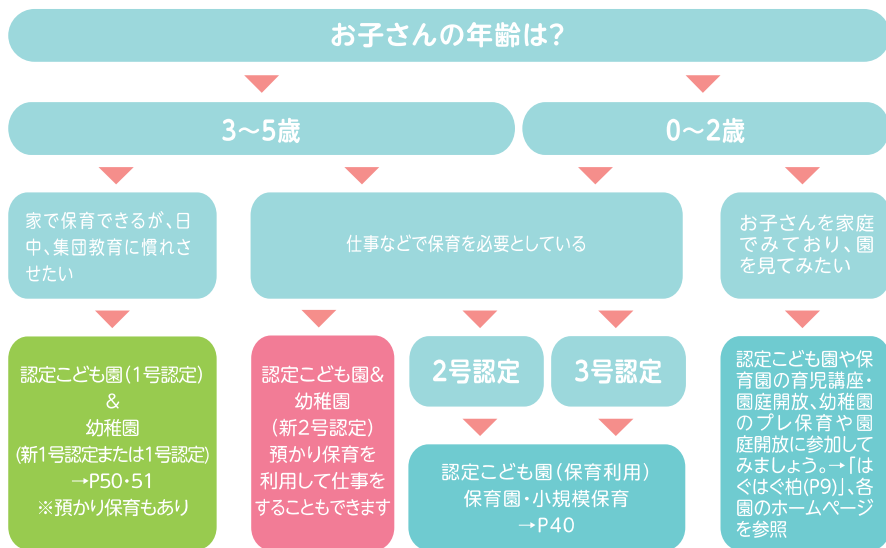 お子さんの年齢は?
3〜5歳
0〜2歳
家で保育できるが、日
中、集団教育に慣れさ
せたい
仕事などで保育を必要としている
お子さんを家庭
でみており、園
を見てみたい
認定こども園(1号認定)
&
幼稚園
(新1号認定または1号認定)
→P50・51
※預かり保育もあり
認定こども園&
幼稚園
(新2号認定)
預かり保育を
利用して仕事を
することもできます
2号認定
3号認定
認定こども園(保育利用)
保育園・小規模保育
→P40
認定こども園や保
育園の育児講座・
園庭開放、幼稚園
のプレ保育や園
庭開放に参加して
みましょう。→「は
ぐはぐ柏(P9)」、各
園のホームページ
を参照